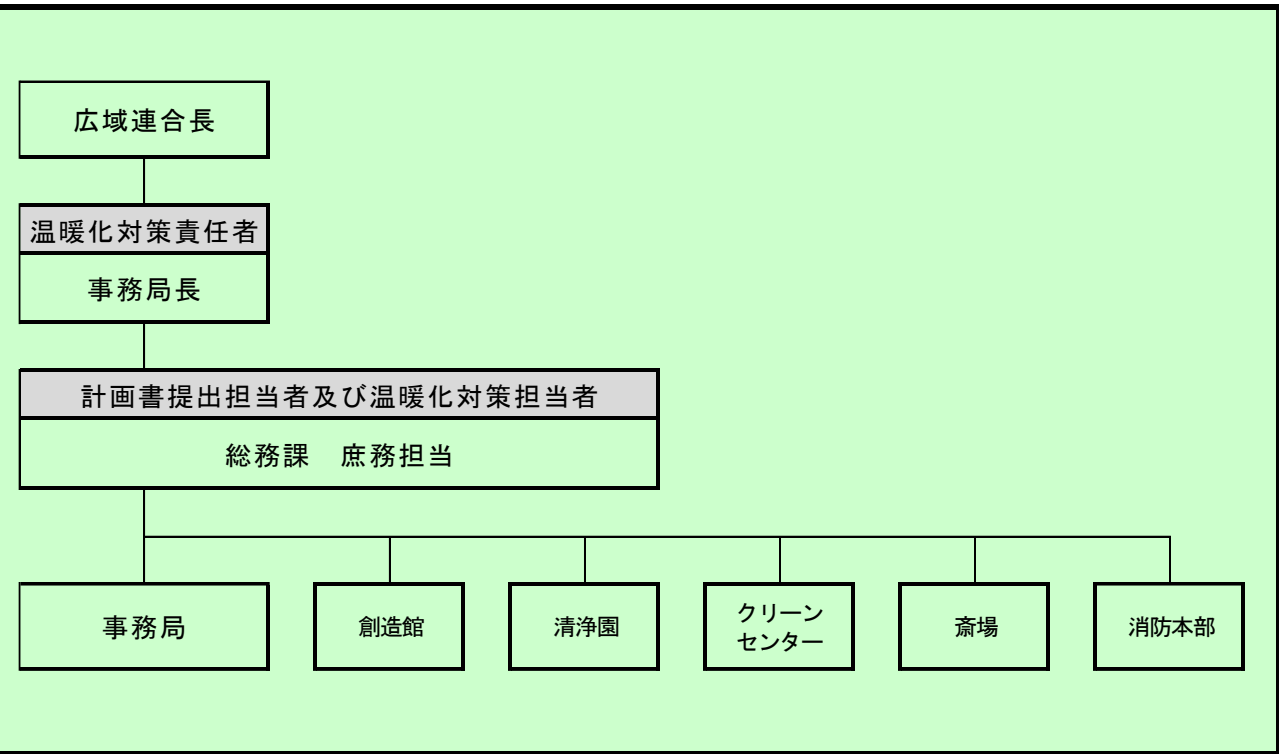 広域連合長
温暖化対策責任者
事務局長
計画書提出担当者及び温暖化対策担当者
総務課　庶務担当
事務局
創造館
清浄園
クリーン
センター
斎場
消防本部